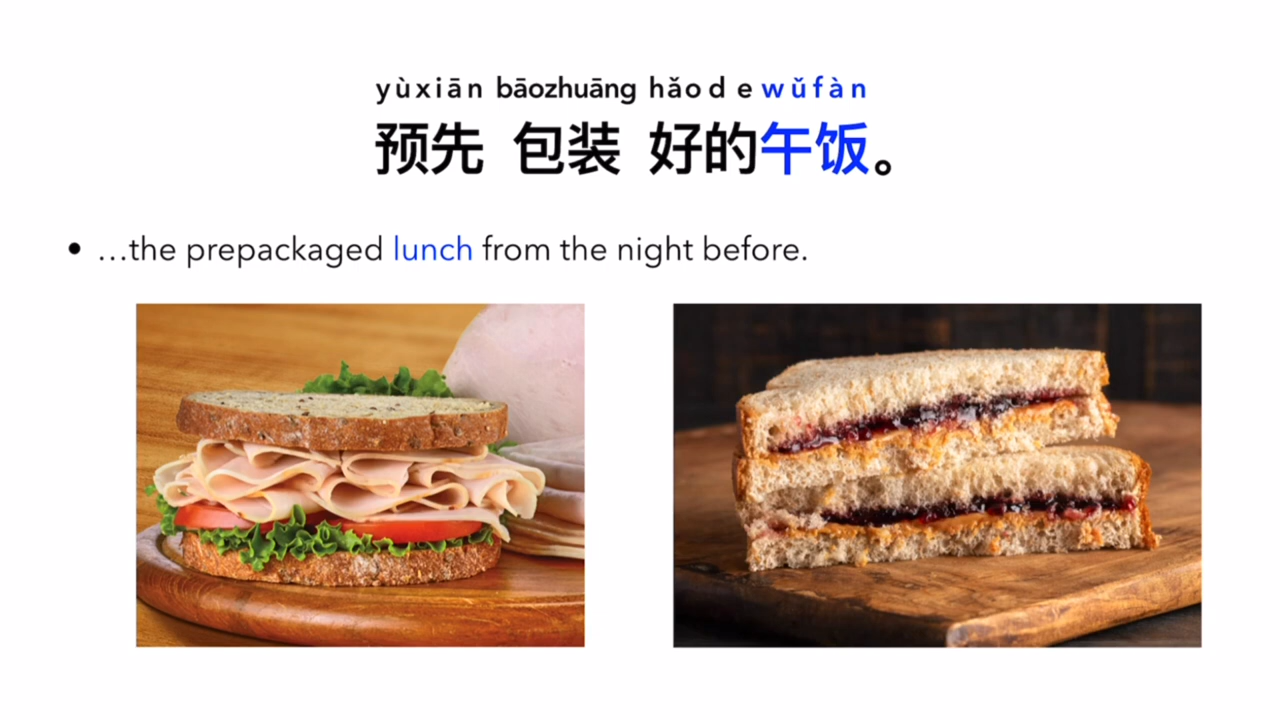 yùxiān bāozhuāng hǎo de wǔfàn
预先 包装 好的午饭。
• …the prepackaged lunch from the night before.